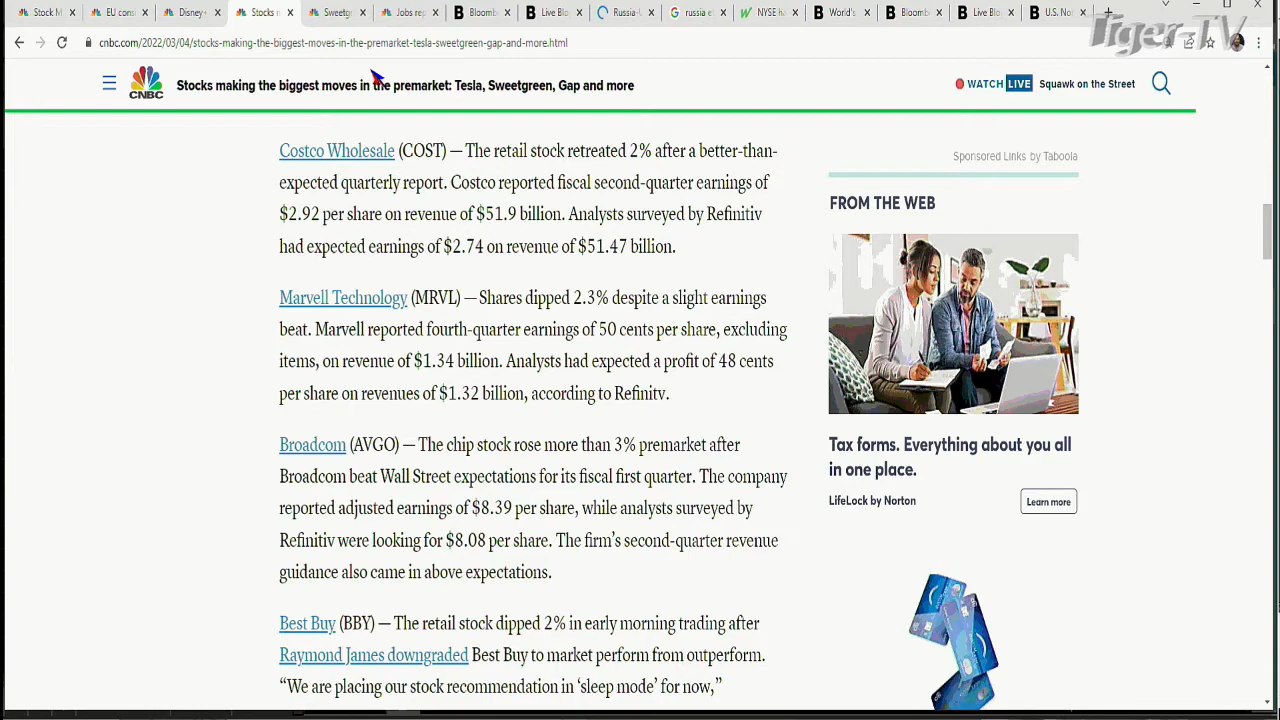 Stock M
EU cons
Disney+
Stocks m
Sweetg
Jobs rep
Bloomb
Live Blo
Russia-U
russia e
NYSE ha
World's
Bloomb
Live Blo
U.S. Nor
Tiger-TV
cnbc.com/2022/03/04/stocks-making-the-biggest-moves-in-the-premarket-tesla-sweetgreen-gap-and-more.html
CNBC
Stocks making the biggest moves in the premarket: Tesla, Sweetgreen, Gap and more
WATCH LIVE Squawk on the Street
Costco Wholesale (COST) — The retail stock retreated 2% after a better-than-
expected quarterly report. Costco reported fiscal second-quarter earnings of
$2.92 per share on revenue of $51.9 billion. Analysts surveyed by Refinitiv
had expected earnings of $2.74 on revenue of $51.47 billion.
Marvell Technology (MRVL) — Shares dipped 2.3% despite a slight earnings
beat. Marvell reported fourth-quarter earnings of 50 cents per share, excluding
items, on revenue of $1.34 billion. Analysts had expected a profit of 48 cents
per share on revenues of $1.32 billion, according to Refinitv.
Broadcom (AVGO) — The chip stock rose more than 3% premarket after
Broadcom beat Wall Street expectations for its fiscal first quarter. The company
reported adjusted earnings of $8.39 per share, while analysts surveyed by
Refinitiv were looking for $8.08 per share. The firm's second-quarter revenue
guidance also came in above expectations.
Best Buy (BBY) — The retail stock dipped 2% in early morning trading after
Raymond James downgraded Best Buy to market perform from outperform.
“We are placing our stock recommendation in ‘sleep mode’ for now,”
Sponsored Links by Taboola
FROM THE WEB
Tax forms. Everything about you all
in one place.
LifeLock by Norton
Learn more